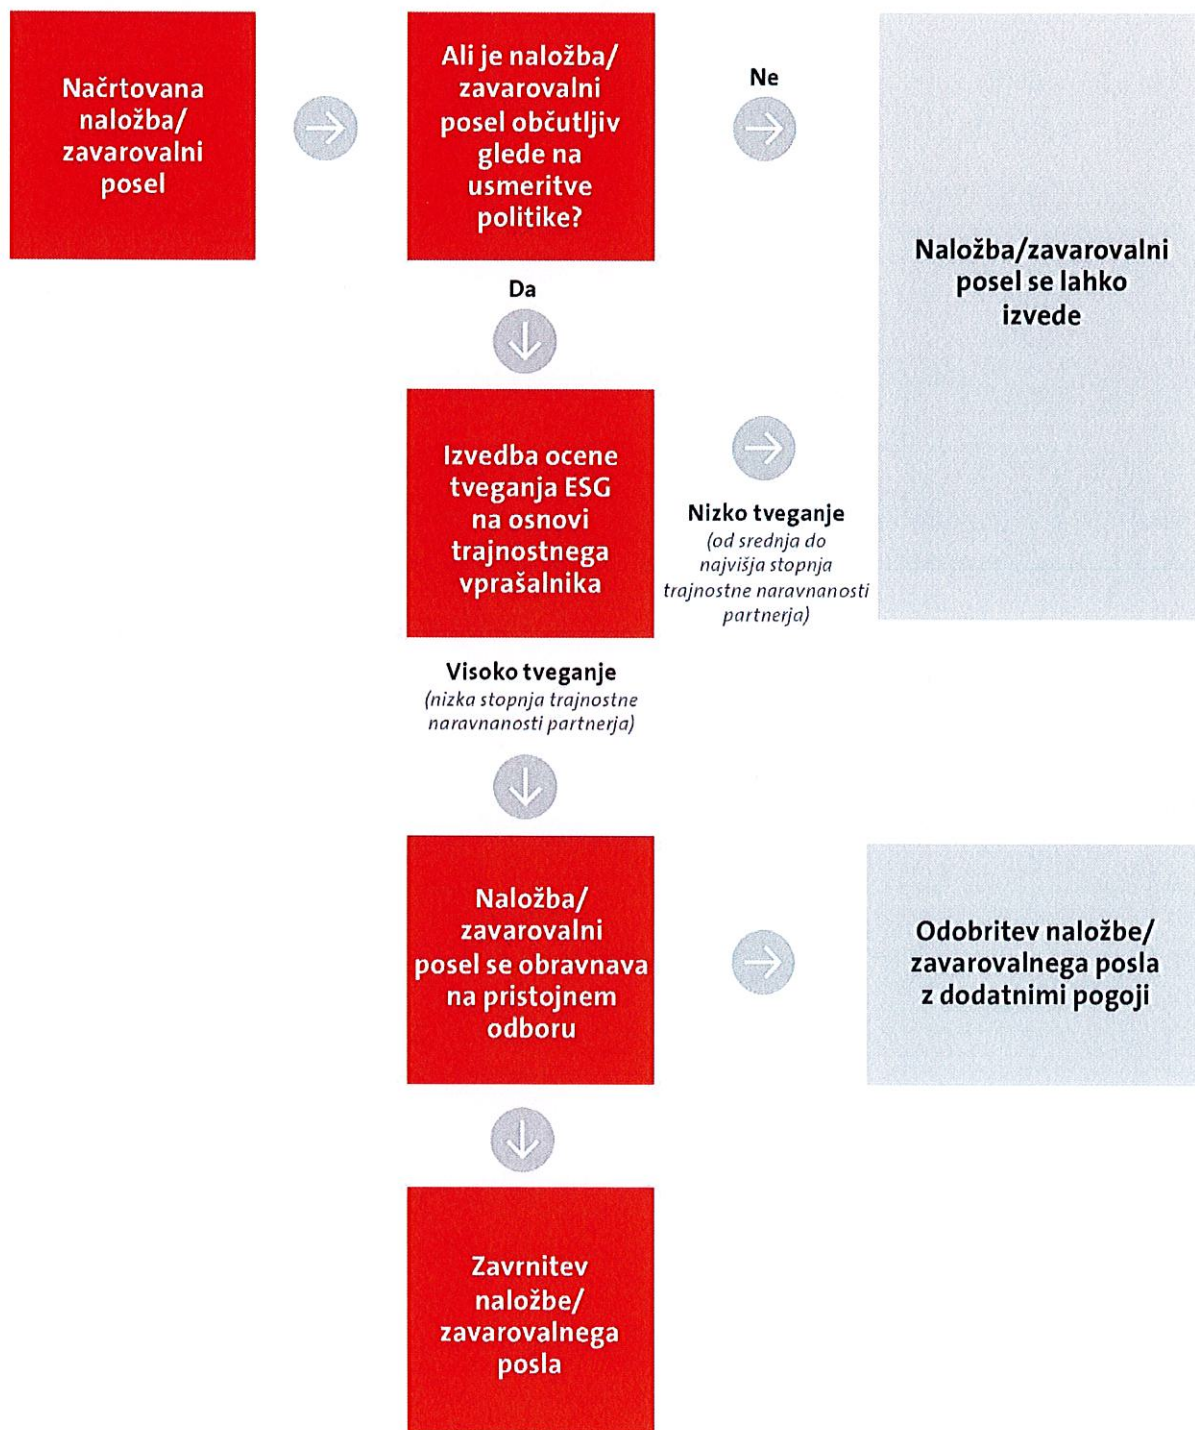 Načrtovana
naložba/
zavarovalni
posel
Ali je naložba/
zavarovalni
posel občutljiv
glede na
usmeritve
politike?
Ne
Naložba/zavarovalni
posel se lahko
izvede
Da
Izvedba ocene
tveganja ESG
na osnovi
trajnostnega
vprašalnika
Nizko tveganje
(od srednja do
najvišja stopnja
trajnostne naravnanosti
partnerja)
Visoko tveganje
(nizka stopnja trajnostne
naravnanosti partnerja)
Naložba/
zavarovalni
posel se obravnava
na pristojnem
odboru
Odobritev naložbe/
zavarovalnega posla
z dodatnimi pogoji
Zavrnitev
naložbe/
zavarovalnega
posla